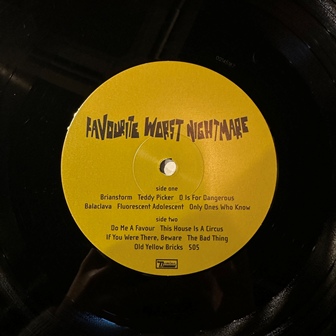 FAVOURITE WORST NIGHTMARE
side one
Brianstorm Teddy Picker D Is For Dangerous
Balaclava Fluorescent Adolescent Only Ones Who Know
side two
Do Me A Favour This House Is A Circus
If You Were There, Beware The Bad Thing
Old Yellow Bricks 505